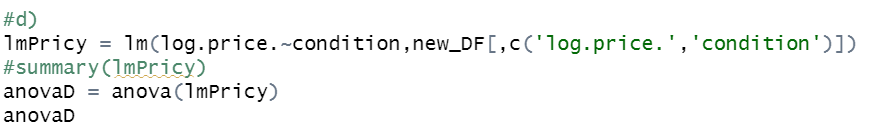 #d)
lmPricy = lm(log.price.~condition,new_DF[,c('log.price.','condition')])
#summary(lmPricy)
anovaD = anova(lmPricy)
anovaD